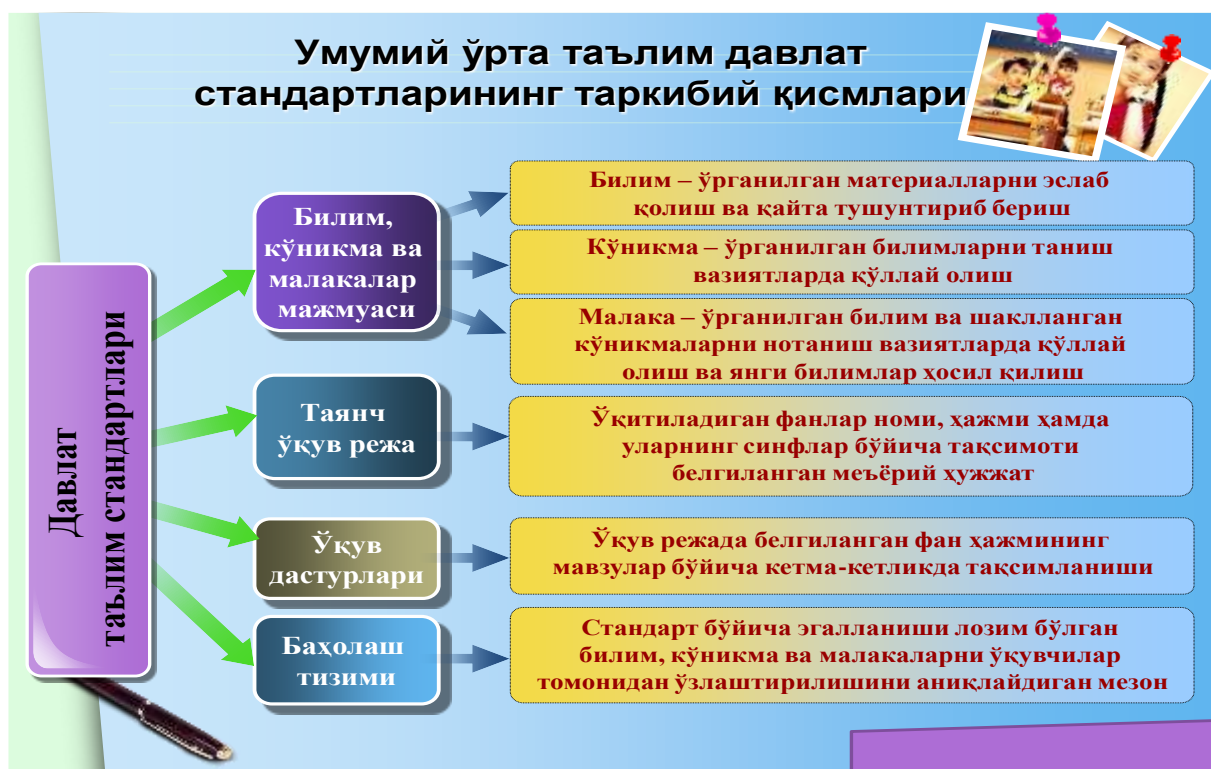 Умумий ўрта таълим давлат
стандартларининг таркибий қисмлари
Давлат
таълим стандартлари
Билим,
кўникма ва
малакалар
мажмуаси
Билим – ўрганилган материалларни эслаб
қолиш ва қайта тушунтириб бериш
Кўникма – ўрганилган билимларни таниш
вазиятларда қўллай олиш
Малака – ўрганилган билим ва шаклланган
кўникмаларни нотаниш вазиятларда қўллай
олиш ва янги билимлар ҳосил қилиш
Таянч
ўқув режа
Ўқитиладиган фанлар номи, ҳажми ҳамда
уларнинг синфлар бўйича тақсимоти
белгиланган меъёрий ҳужжат
Ўқув
дастурлари
Ўқув режада белгиланган фан ҳажмининг
мавзулар бўйича кетма-кетликда тақсимланиши
Баҳолаш
тизими
Стандарт бўйича эгалланиши лозим бўлган
билим, кўникма ва малакаларни ўқувчилар
томонидан ўзлаштирилишини аниқлайдиган мезон